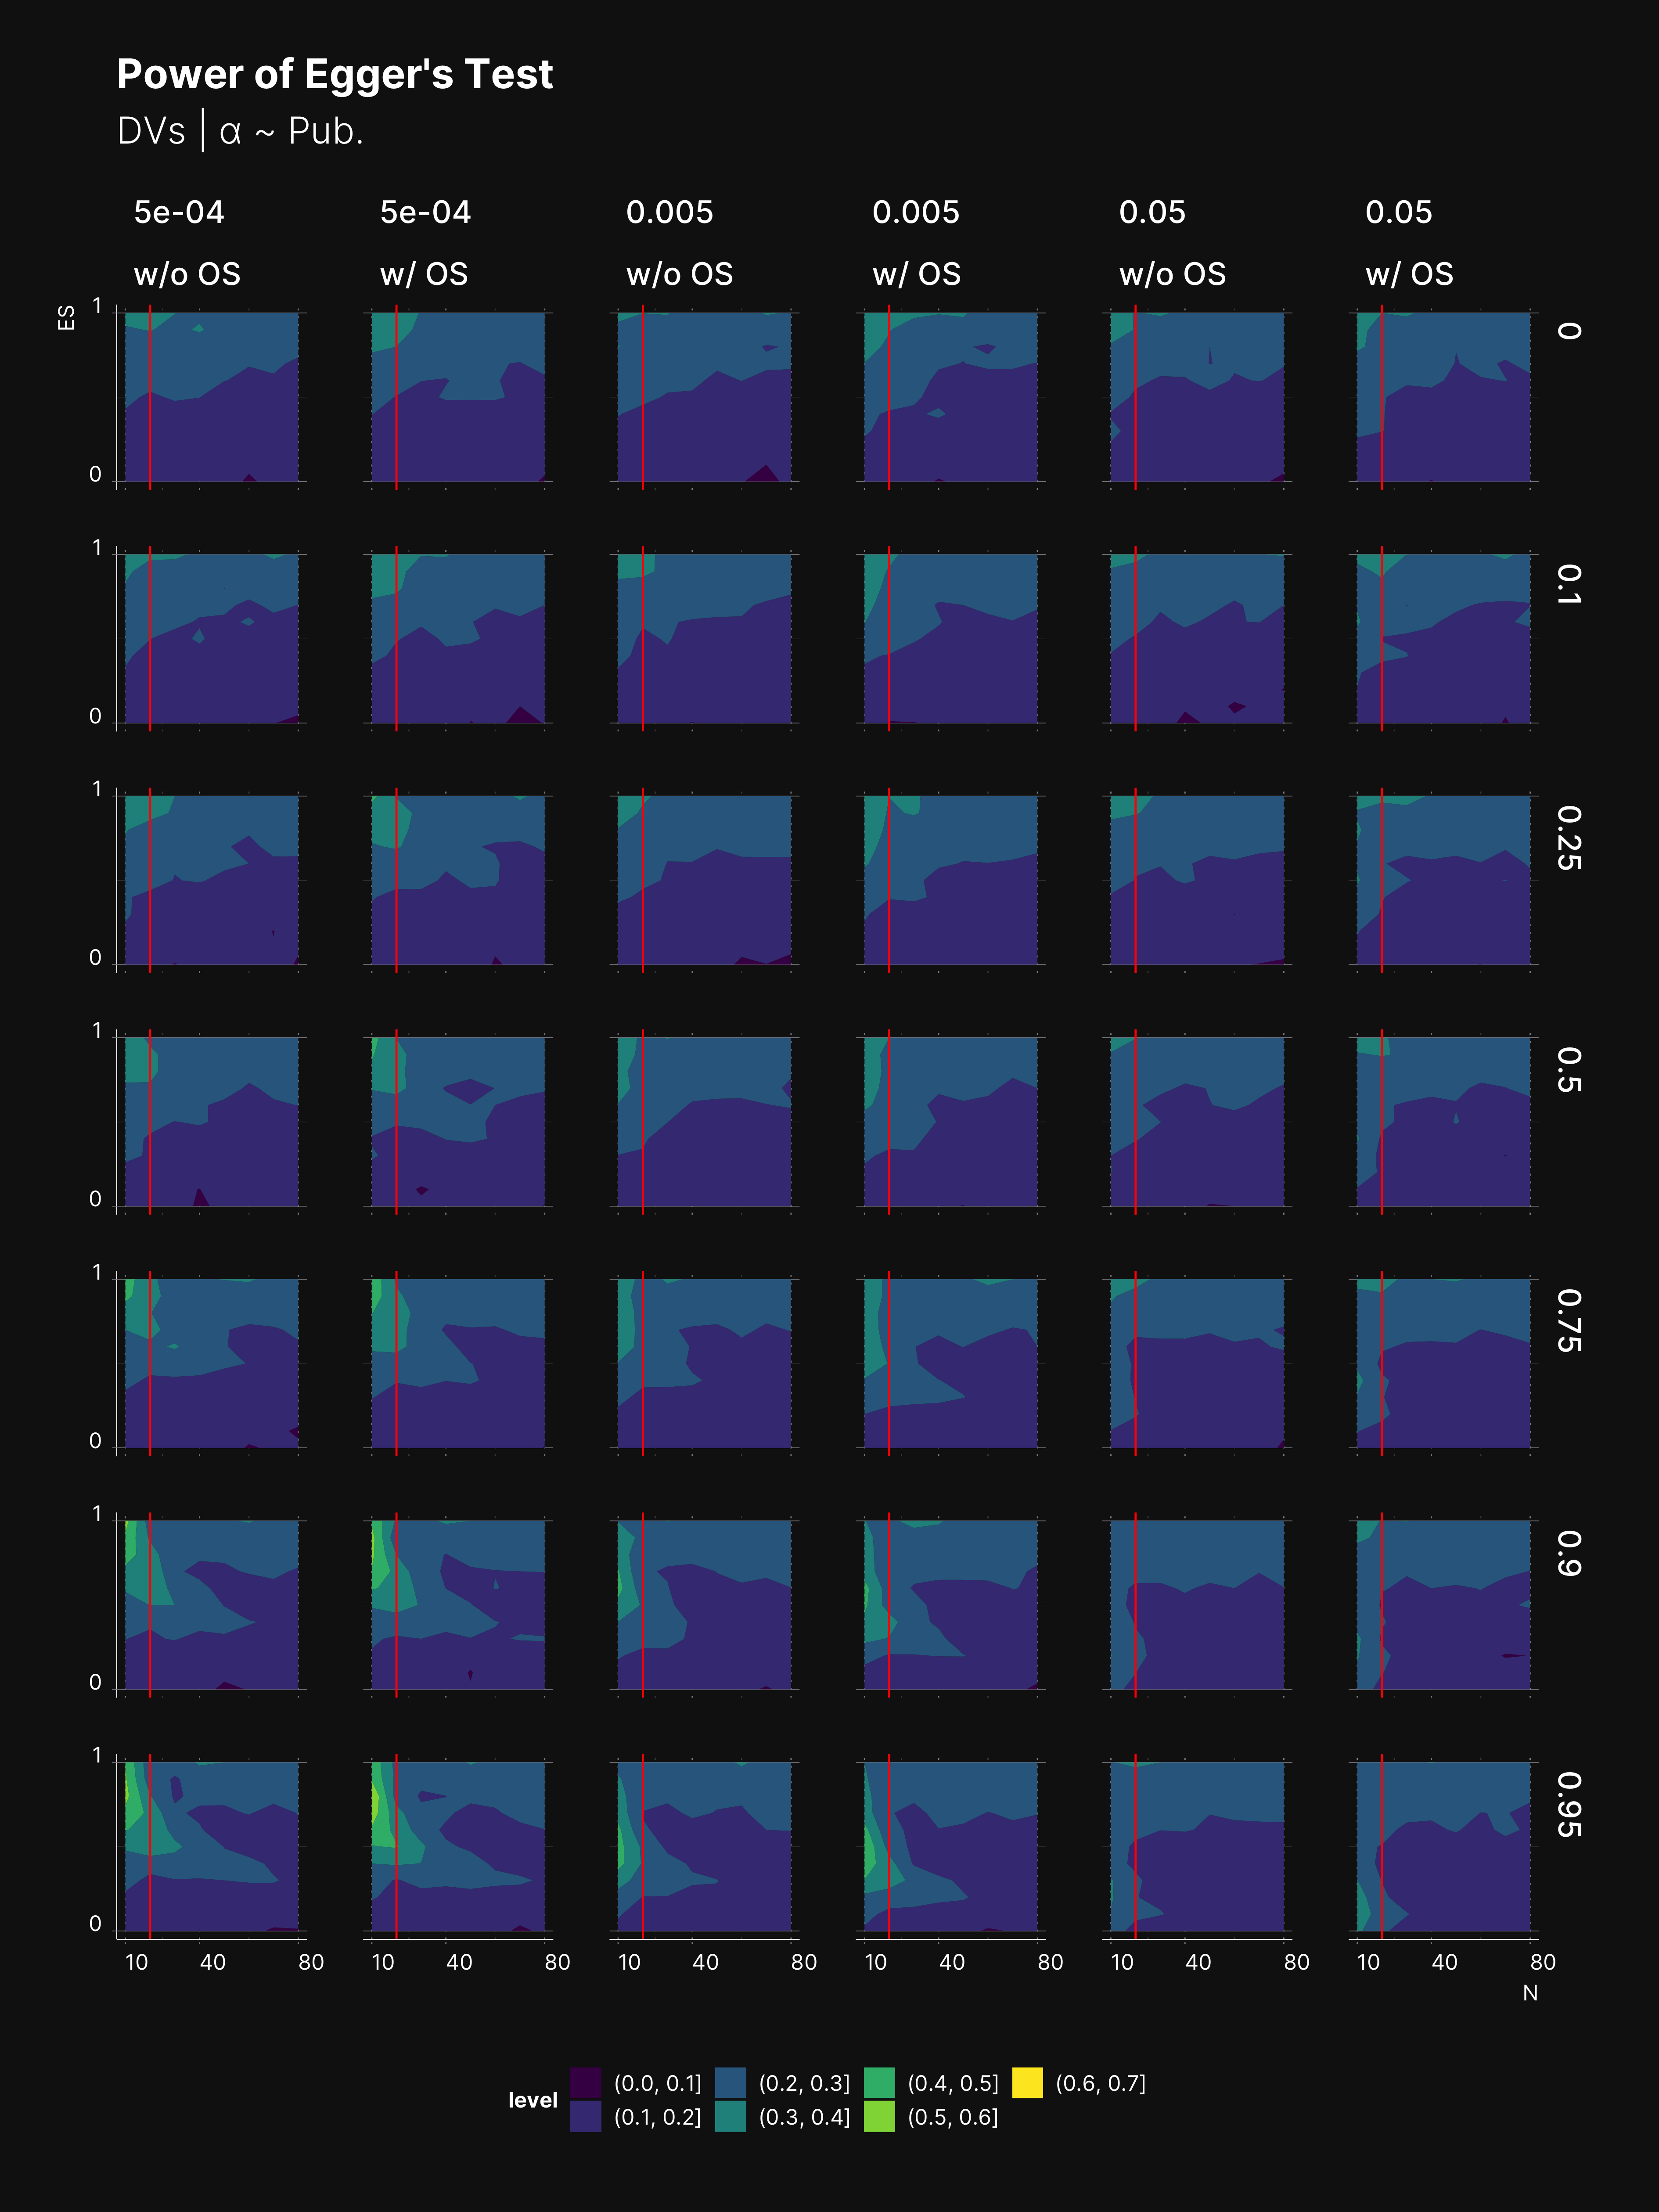 Power of Egger's Test
DVs | α ~ Pub.
5e-04 5e-04 0.005 0.005 0.05 0.05
w/o OS w/ OS w/o OS w/ OS w/o OS w/ OS
ES
1
0
0
1
0
0.1
1
0
0.25
1
0
0.5
1
0
0.75
1
0
0.9
1
0
0.95
10 40 80 10 40 80 10 40 80 10 40 80 10 40 80 10 40 80
N
level
(0.0, 0.1] (0.2, 0.3] (0.4, 0.5] (0.6, 0.7]
(0.1, 0.2] (0.3, 0.4] (0.5, 0.6]